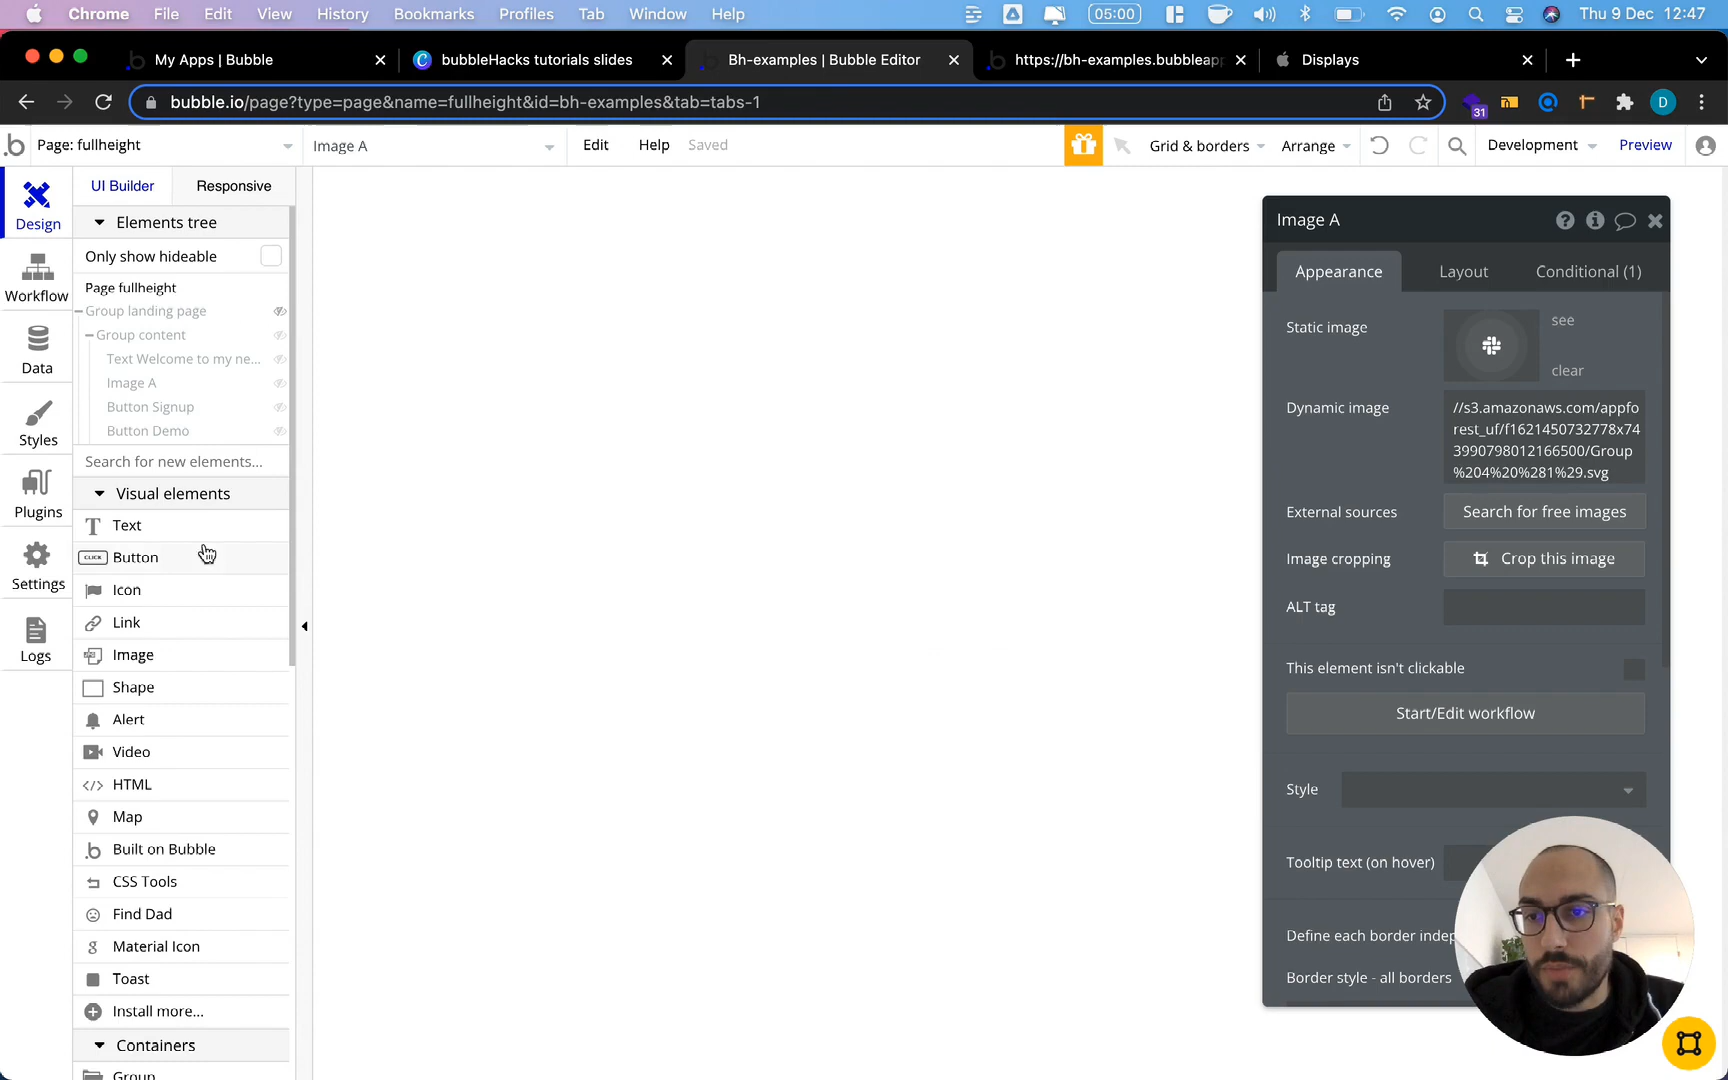 Chrome File Edit View History Bookmarks Profiles Tab Window Help 05:00 Thu 9 Dec 12:47
My Apps | Bubble bubbleHacks tutorials slides Bh-examples | Bubble Editor https://bh-examples.bubbleapp Displays
bubble.io/page?type=page&name=fullheight&id=bh-examples&tab=tabs-1 31 D
Page: fullheight Image A Edit Help Saved Grid & borders Arrange Development Preview
Design
Workflow
Data
Styles
Plugins
Settings
Logs
UI Builder Responsive
Elements tree
Only show hideable
Page fullheight
Group landing page
Group content
Text Welcome to my ne...
Image A
Button Signup
Button Demo
Search for new elements...
Visual elements
Text
CLICK Button
Icon
Link
Image
Shape
Alert
Video
HTML
Map
Built on Bubble
CSS Tools
Find Dad
Material Icon
Toast
Install more...
Containers
Group
Image A
Appearance Layout Conditional (1)
Static image see
clear
Dynamic image //s3.amazonaws.com/appfo
rest_uf/f1621450732778x74
3990798012166500/Group
%204%20%281%29.svg
External sources Search for free images
Image cropping Crop this image
ALT tag
This element isn't clickable
Start/Edit workflow
Style
Tooltip text (on hover)
Define each border indep
Border style - all borders